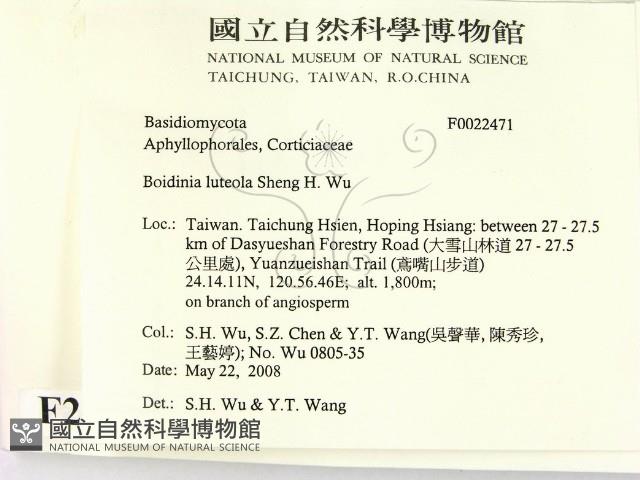 國立自然科學博物館
NATIONAL MUSEUM OF NATURAL SCIENCE
TAICHUNG, TAIWAN, R.O.CHINA
Basidiomycota F0022471
Aphyllophorales, Corticiaceae
Boidinia luteola Sheng H. Wu
Loc.: Taiwan. Taichung Hsien, Hoping Hsiang: between 27 - 27.5
km of Dasyueshan Forestry Road (大雪山林道 27 - 27.5
公里處), Yuanzueishan Trail (鳶嘴山步道)
24.14.11N, 120.56.46E; alt. 1,800m;
on branch of angiosperm
Col.: S.H. Wu, S.Z. Chen & Y.T. Wang(吳聲華, 陳秀珍,
王藝婷); No. Wu 0805-35
Date: May 22, 2008
Det.: S.H. Wu & Y.T. Wang
F2
國立自然科學博物館
NATIONAL MUSEUM OF NATURAL SCIENCE